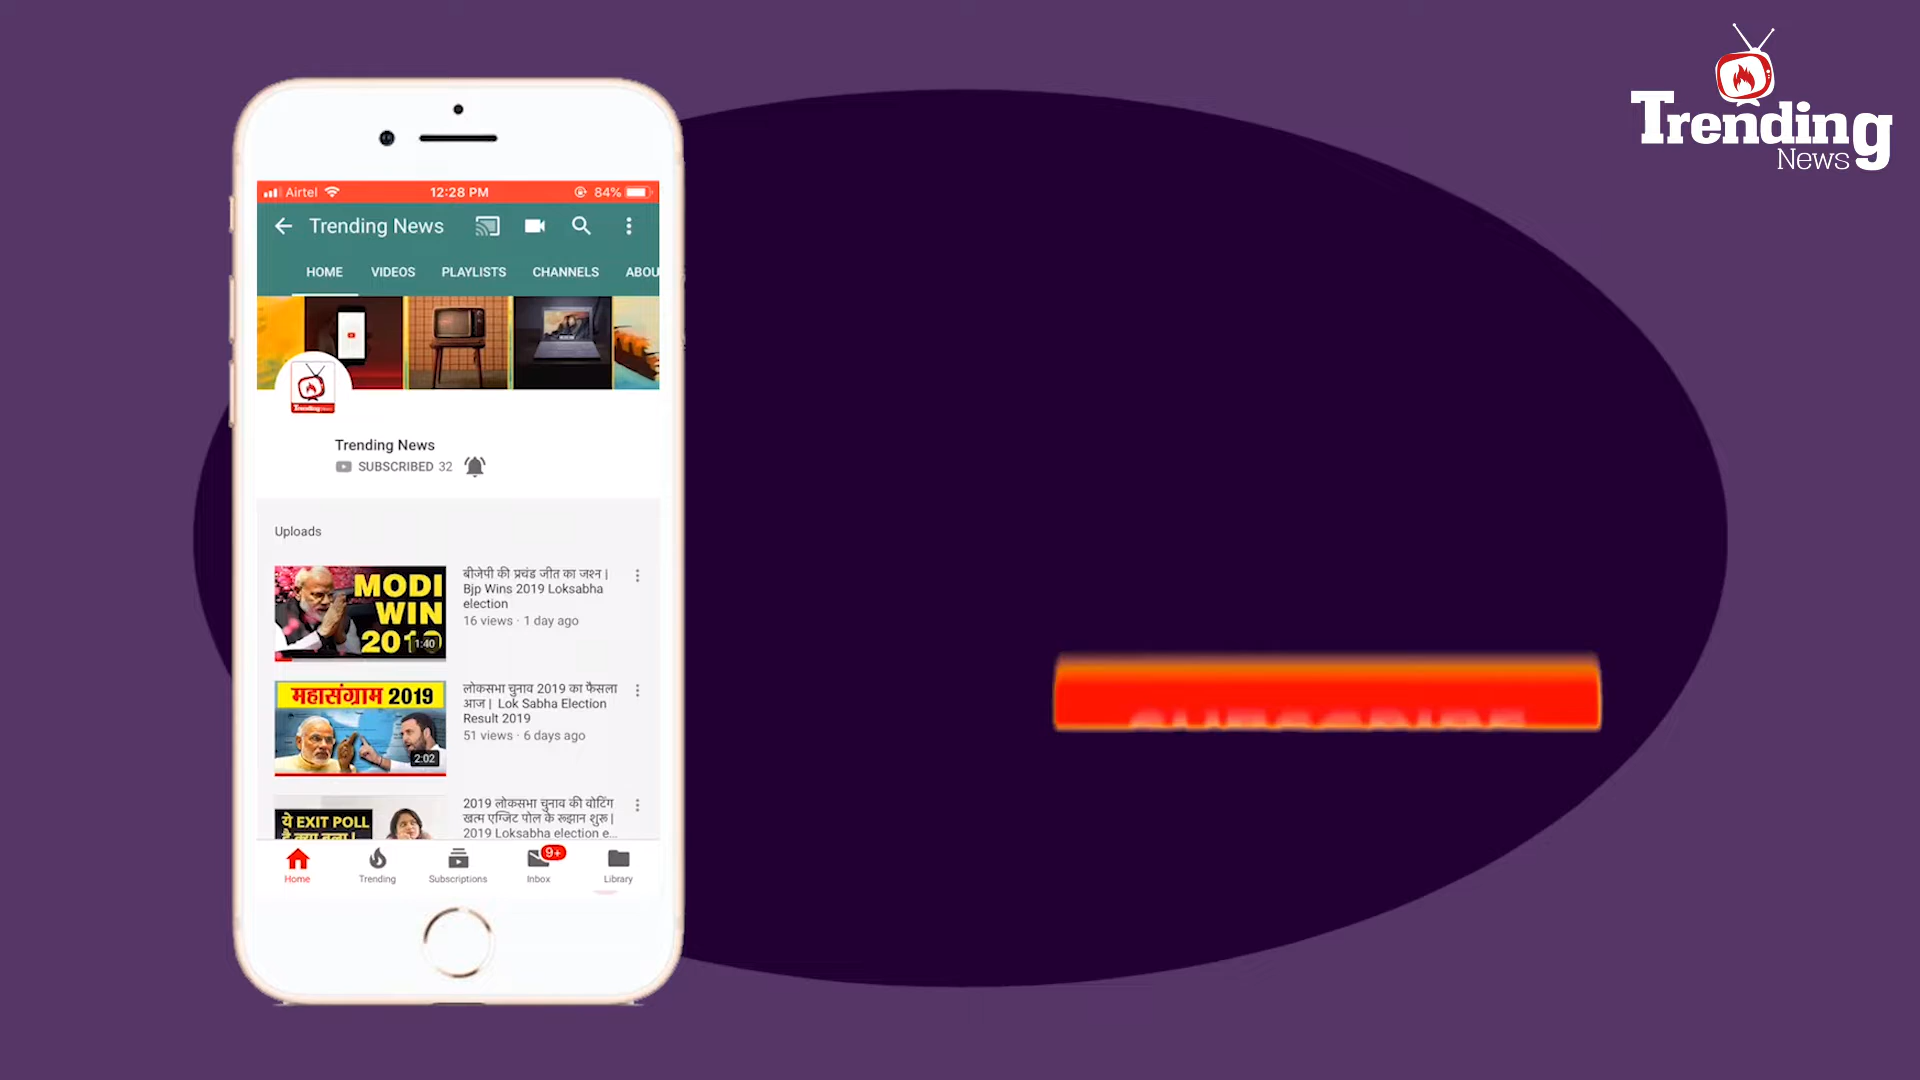 Trending
News
Airtel 12:28 PM 84%
Trending News
HOME VIDEOS PLAYLISTS CHANNELS ABOU
Trending News
SUBSCRIBED 32
Uploads
MODI
WIN
2019
1:40
बीजेपी की प्रचंड जीत का जश्न |
Bjp Wins 2019 Loksabha
election
16 views · 1 day ago
महासंग्राम 2019
2:02
लोकसभा चुनाव 2019 का फैसला
आज | Lok Sabha Election
Result 2019
51 views · 6 days ago
ये EXIT POLL
2019 लोकसभा चुनाव की वोटिंग
खत्म एग्जिट पोल के रूझान शुरू |
2019 Loksabha election e...
9+
Home Trending Subscriptions Inbox Library